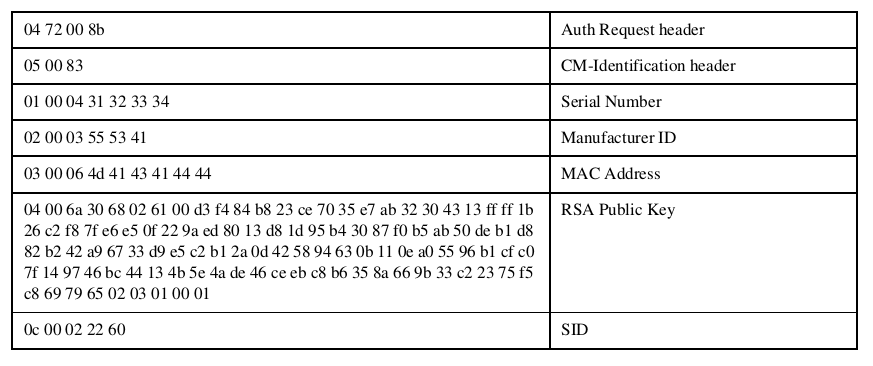 04 72 00 8b Auth Request header
05 00 83 CM-Identification header
01 00 04 31 32 33 34 Serial Number
02 00 03 55 53 41 Manufacturer ID
03 00 06 4d 41 43 41 44 44 MAC Address
04 00 6a 30 68 02 61 00 d3 f4 84 b8 23 ce 70 35 e7 ab 32 30 43 13 ff ff 1b RSA Public Key
26 c2 f8 7f e6 e5 0f 22 9a ed 80 13 d8 1d 95 b4 30 87 f0 b5 ab 50 de b1 d8
82 b2 42 a9 67 33 d9 e5 c2 b1 2a 0d 42 58 94 63 0b 11 0e a0 55 96 b1 cf c0
7f 14 97 46 bc 44 13 4b 5e 4a de 46 ce eb c8 b6 35 8a 66 9b 33 c2 23 75 f5
c8 69 79 65 02 03 01 00 01
0c 00 02 22 60 SID